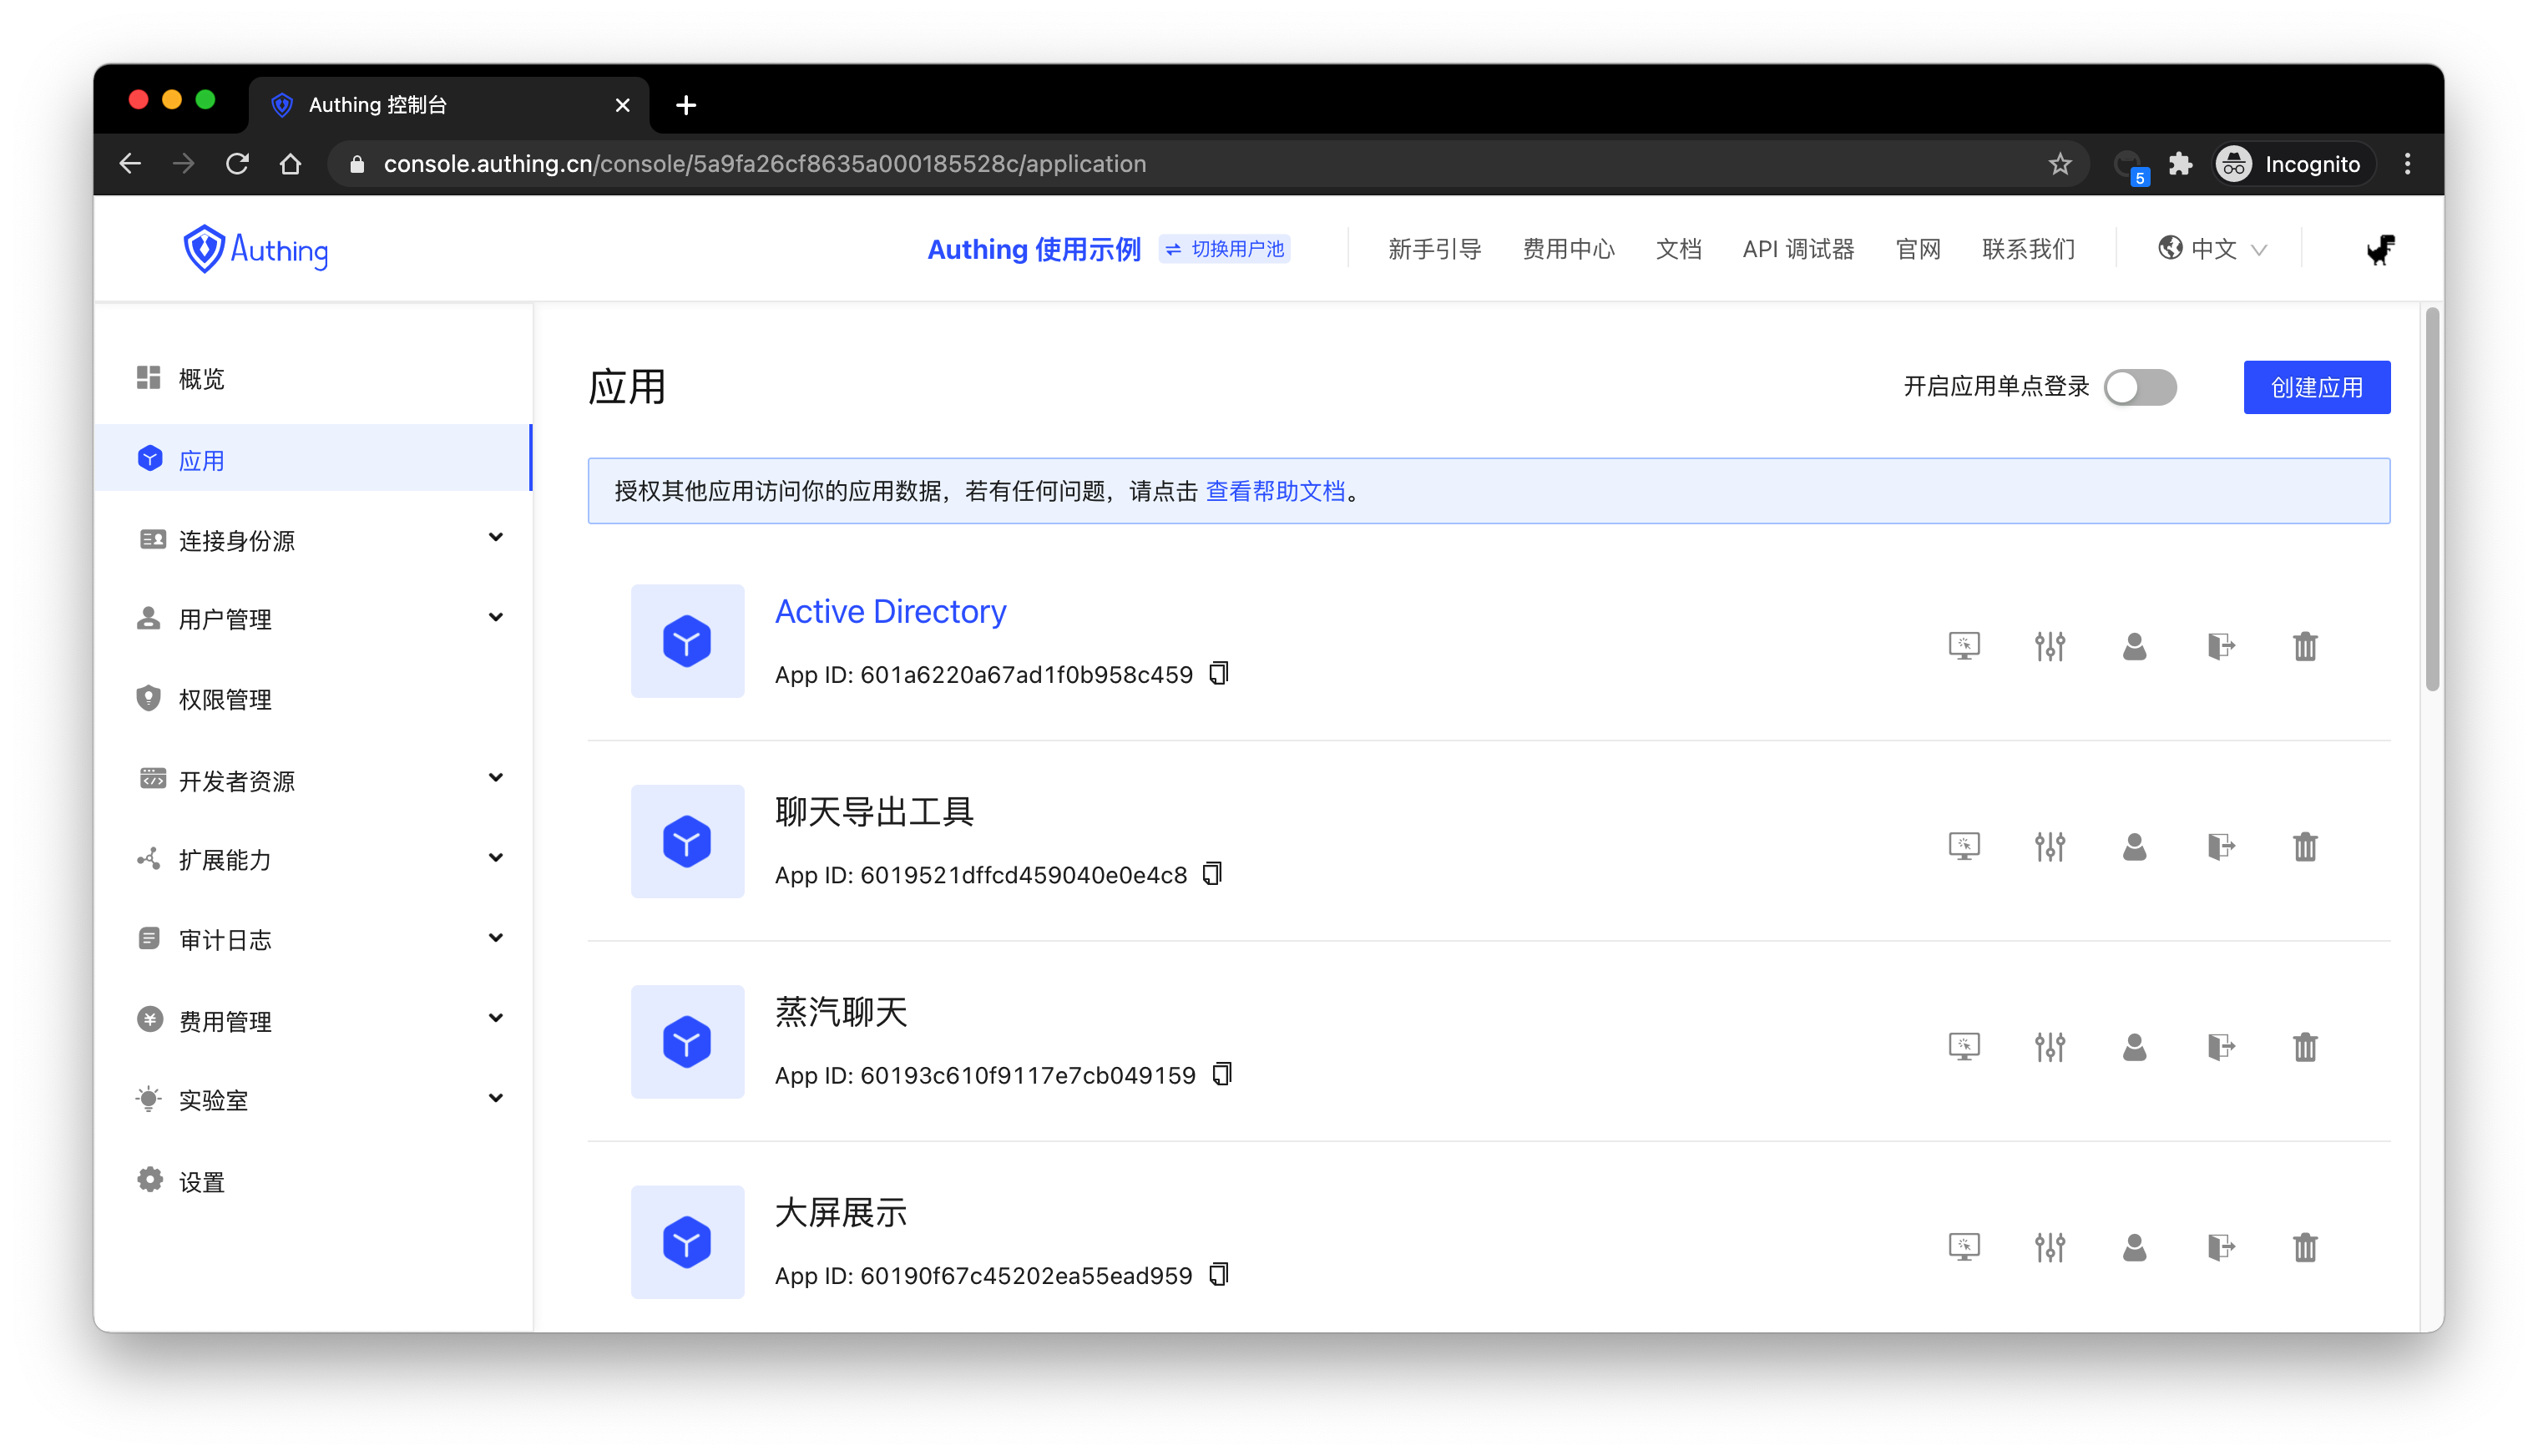 Authing 控制台
console.authing.cn/console/5a9fa26cf8635a000185528c/application
5
Incognito
Authing
Authing 使用示例
切换用户池
新手引导
费用中心
文档
API 调试器
官网
联系我们
中文
概览
应用
连接身份源
用户管理
权限管理
开发者资源
扩展能力
审计日志
费用管理
实验室
设置
应用
开启应用单点登录
创建应用
授权其他应用访问你的应用数据，若有任何问题，请点击 查看帮助文档。
Active Directory
App ID: 601a6220a67ad1f0b958c459
聊天导出工具
App ID: 6019521dffcd459040e0e4c8
蒸汽聊天
App ID: 60193c610f9117e7cb049159
大屏展示
App ID: 60190f67c45202ea55ead959